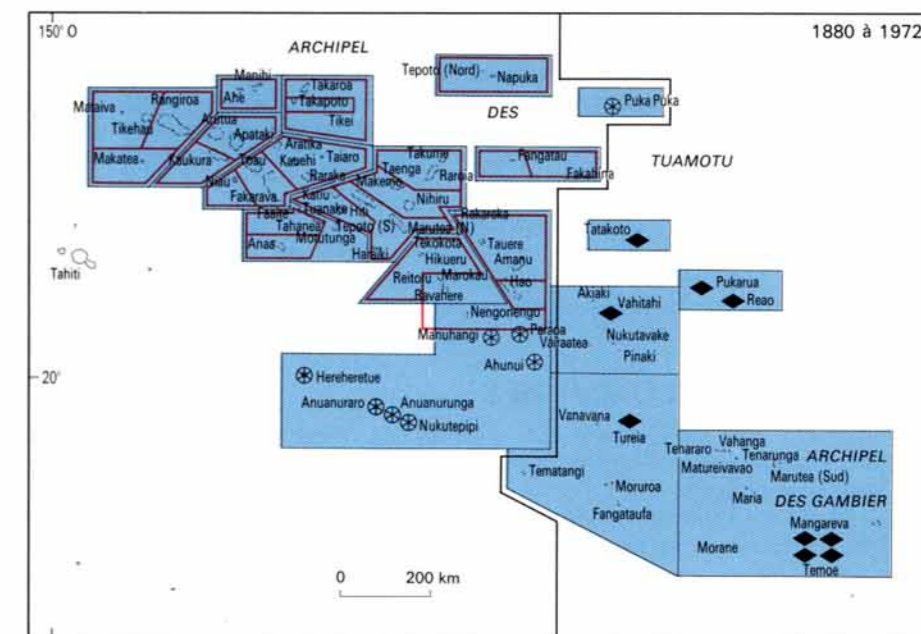 150° O
1880 à 1972
ARCHIPEL
DES
TUAMOTU
Tepoto (Nord)
Napuka
Manihi
Ahe
Takaroa
Takapoto
Tikei
Puka Puka
Mataiva
Rangiroa
Tikehau
Makatea
Arutua
Apataki
Kaukura
Toau
Niau
Fakarava
Aratika
Kauehi
Taiaro
Raraka
Takume
Taenga
Raroia
Makemo
Nihiru
Fangatau
Fakahina
Katiu
Tuanake
Hiti
Tepoto (S)
Marutea (N)
Faaite
Tahanea
Motutunga
Anaa
Haraiki
Rakaroka
Tekokota
Tauere
Hikueru
Amanu
Reitoru
Marokau
Hao
Ravahere
Nengonengo
Tatakoto
Pukarua
Reao
Tahiti
Akiaki
Vahitahi
Nukutavake
Pinaki
Manuhangi
Paraoa
Vairaatea
Ahunui
20°
Hereheretue
Anuanuraro
Anuanurunga
Nukutepipi
Vanavana
Tureia
Tematangi
Moruroa
Fangataufa
Tenararo
Vahanga
Tenarunga
Matureivavao
Marutea (Sud)
Maria
ARCHIPEL
DES GAMBIER
Mangareva
Morane
Temoe
0 200 km